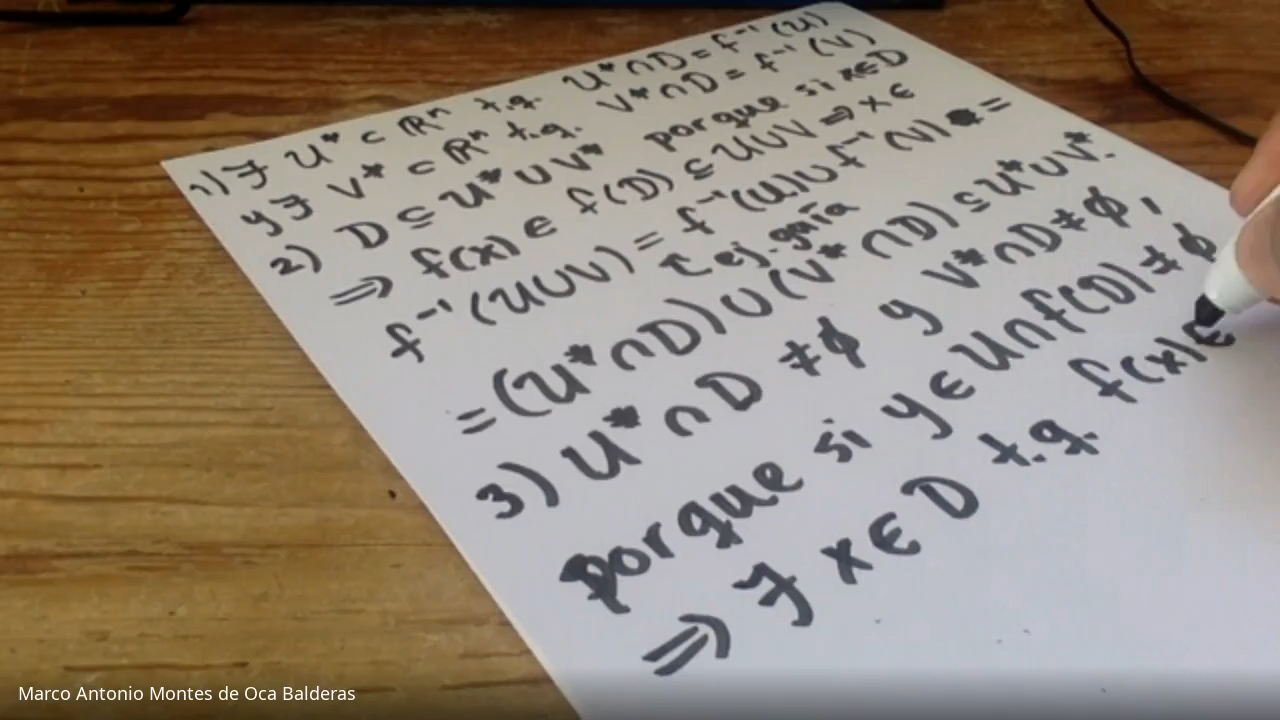 1) ∃ U* ⊂ ℝⁿ t.q. U* ∩ D = f⁻¹(U)
y ∃ V* ⊂ ℝⁿ t.q. V* ∩ D = f⁻¹(V)
2) D ⊆ U* ∪ V* porque si x ∈ D
⇒ f(x) ∈ f(D) ⊆ U∪V ⇒ x ∈
f⁻¹(U∪V) = f⁻¹(U) ∪ f⁻¹(V) =
↑ ej. guía
= (U* ∩ D) ∪ (V* ∩ D) ⊆ U* ∪ V*.
3) U* ∩ D ≠ ∅ y V* ∩ D ≠ ∅,
porque si y ∈ U ∩ f(D) ≠ ∅
⇒ ∃ x ∈ D t.q. f(x) ∈
Marco Antonio Montes de Oca Balderas